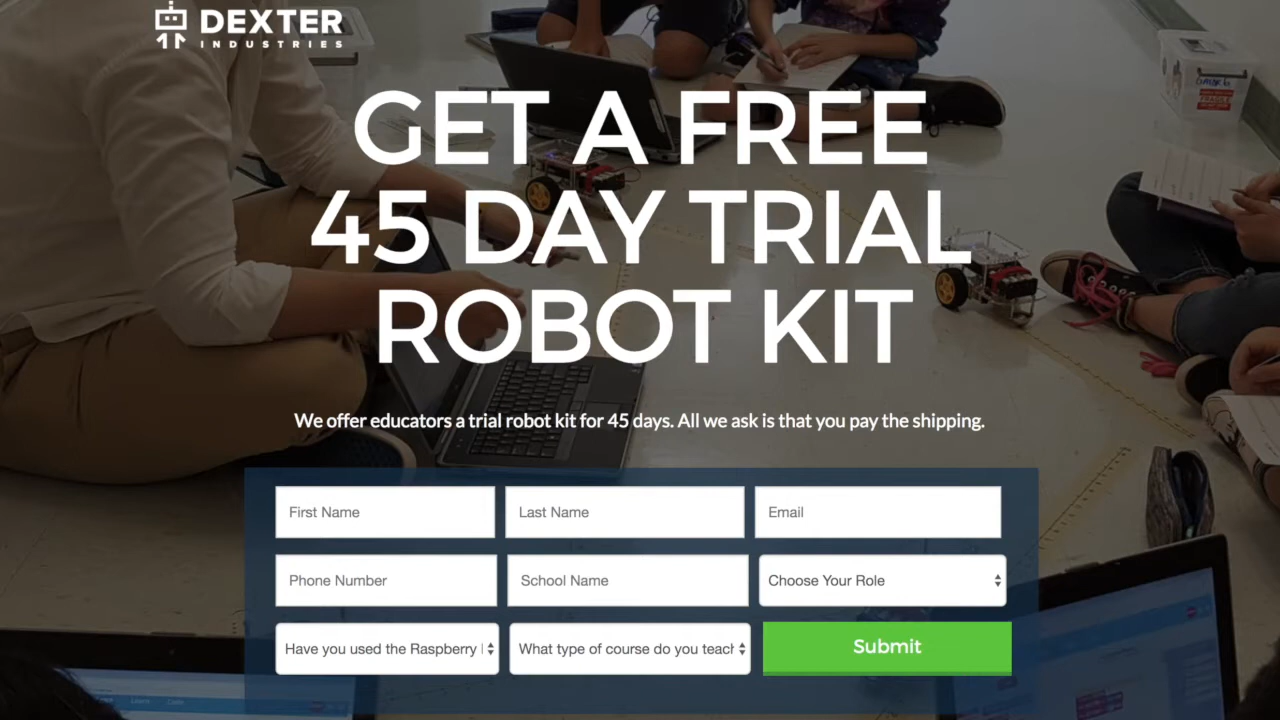 DEXTER
INDUSTRIES
GET A FREE
45 DAY TRIAL
ROBOT KIT
We offer educators a trial robot kit for 45 days. All we ask is that you pay the shipping.
First Name
Last Name
Email
Phone Number
School Name
Choose Your Role
Have you used the Raspberry
What type of course do you teach
Submit
FRAGILE